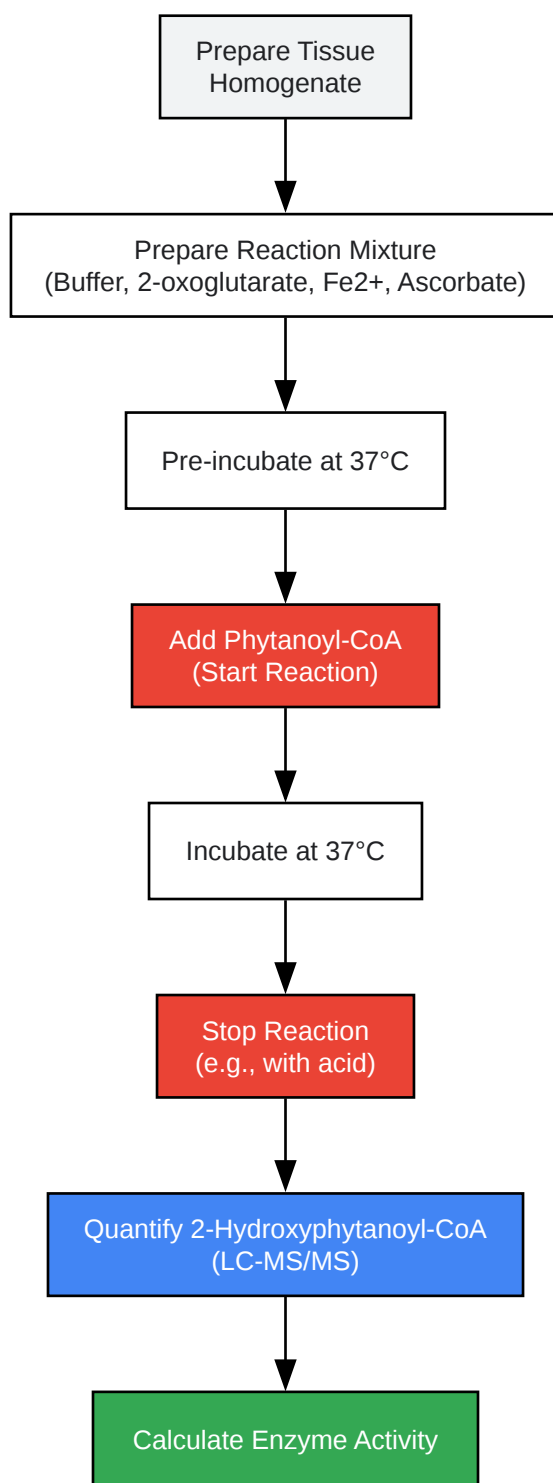 Prepare Tissue
Homogenate
Prepare Reaction Mixture
(Buffer, 2-oxoglutarate, Fe2+, Ascorbate)
Pre-incubate at 37°C
Add Phytanoyl-CoA
(Start Reaction)
Incubate at 37°C
Stop Reaction
(e.g., with acid)
Quantify 2-Hydroxyphytanoyl-CoA
(LC-MS/MS)
Calculate Enzyme Activity